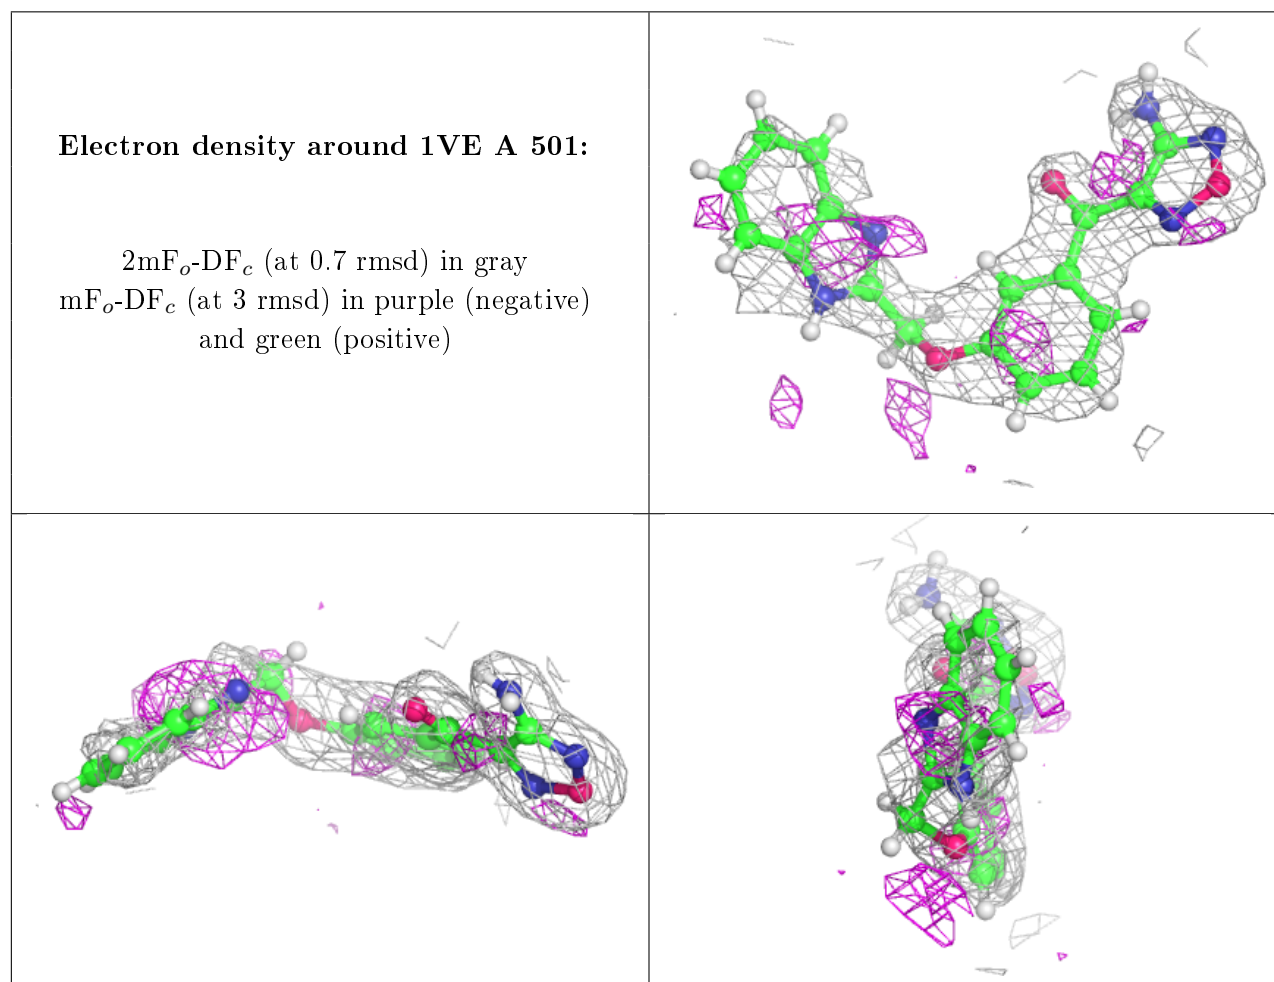 Electron density around 1VE A 501:
2mFo-DFc (at 0.7 rmsd) in gray
mFo-DFc (at 3 rmsd) in purple (negative)
and green (positive)